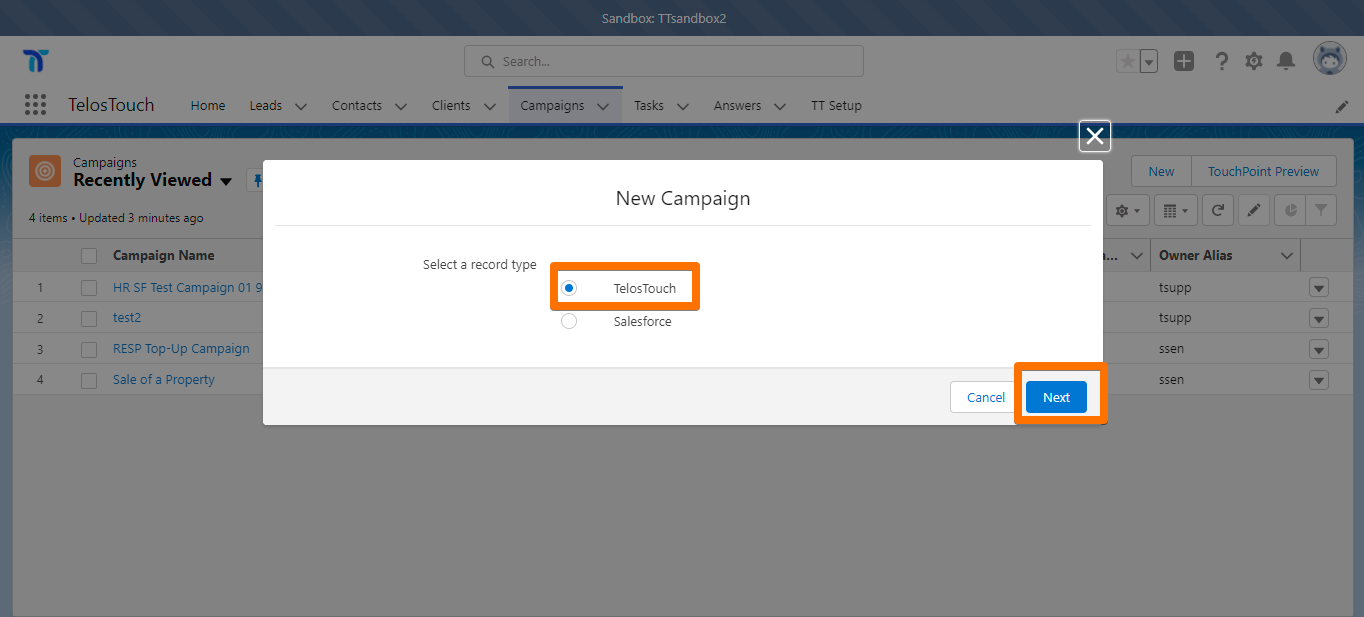 Sandbox: TTsandbox2
Search...
TelosTouch Home Leads Contacts Clients Campaigns Tasks Answers TT Setup
Campaigns
Recently Viewed
New TouchPoint Preview
4 items • Updated 3 minutes ago
Campaign Name a... Owner Alias
1 HR SF Test Campaign 01 9 tsupp
2 test2 tsupp
3 RESP Top-Up Campaign ssen
4 Sale of a Property ssen
New Campaign
Select a record type
TelosTouch
Salesforce
Cancel Next